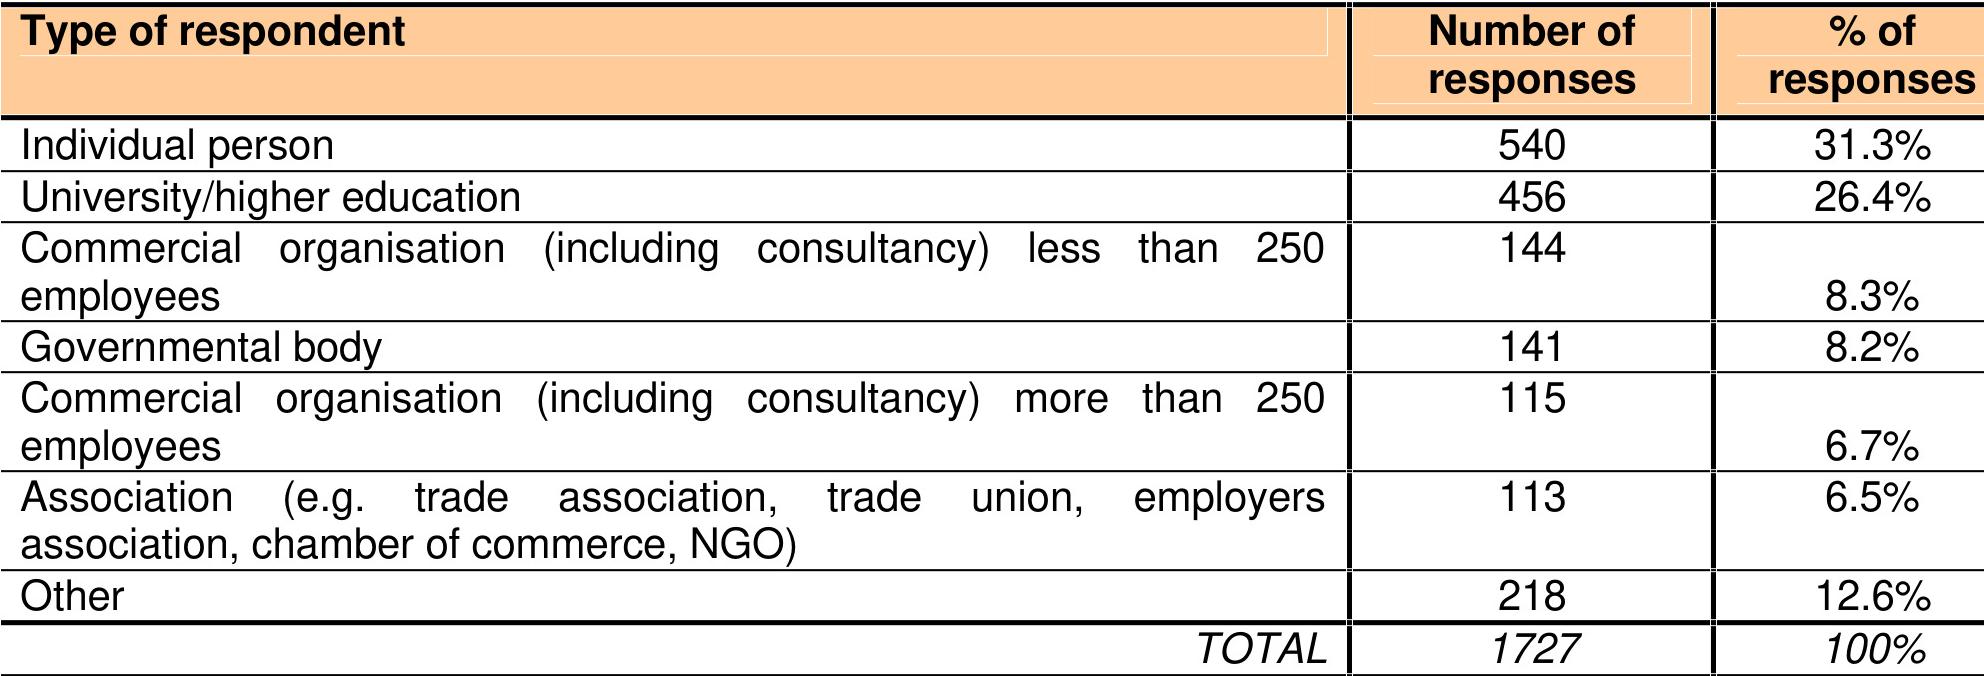 Type of respondent Number of % of
responses responses
Individual person 540 31.3%
University/higher education 456 26.4%
Commercial organisation (including consultancy) less than 250 144
employees 8.3%
Governmental body 141 8.2%
Commercial organisation (including consultancy) more than 250 115
employees 6.7%
Association (e.g. trade association, trade union, employers 113 6.5%
association, chamber of commerce, NGO)
Other 218 12.6%
TOTAL 1727 100%